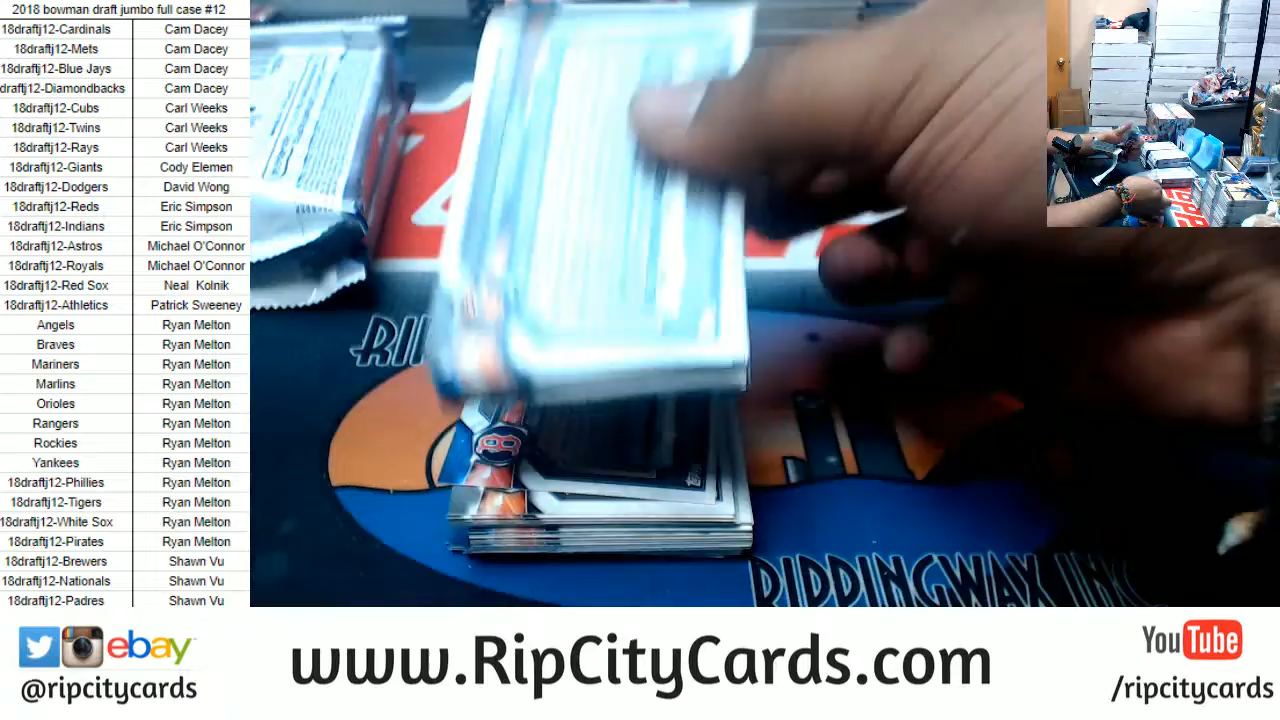 2018 bowman draft jumbo full case #12
18draftj12-Cardinals Cam Dacey
18draftj12-Mets Cam Dacey
18draftj12-Blue Jays Cam Dacey
draftj12-Diamondbacks Cam Dacey
18draftj12-Cubs Carl Weeks
18draftj12-Twins Carl Weeks
18draftj12-Rays Carl Weeks
18draftj12-Giants Cody Elemen
18draftj12-Dodgers David Wong
18draftj12-Reds Eric Simpson
18draftj12-Indians Eric Simpson
18draftj12-Astros Michael O'Connor
18draftj12-Royals Michael O'Connor
18draftj12-Red Sox Neal Kolnik
18draftj12-Athletics Patrick Sweeney
Angels Ryan Melton
Braves Ryan Melton
Mariners Ryan Melton
Marlins Ryan Melton
Orioles Ryan Melton
Rangers Ryan Melton
Rockies Ryan Melton
Yankees Ryan Melton
18draftj12-Phillies Ryan Melton
18draftj12-Tigers Ryan Melton
18draftj12-White Sox Ryan Melton
18draftj12-Pirates Ryan Melton
18draftj12-Brewers Shawn Vu
18draftj12-Nationals Shawn Vu
18draftj12-Padres Shawn Vu
RIP
B
TOPPS
RIPPINGWAX INC
ebay
@ripcitycards
www.RipCityCards.com
YouTube
/ripcitycards